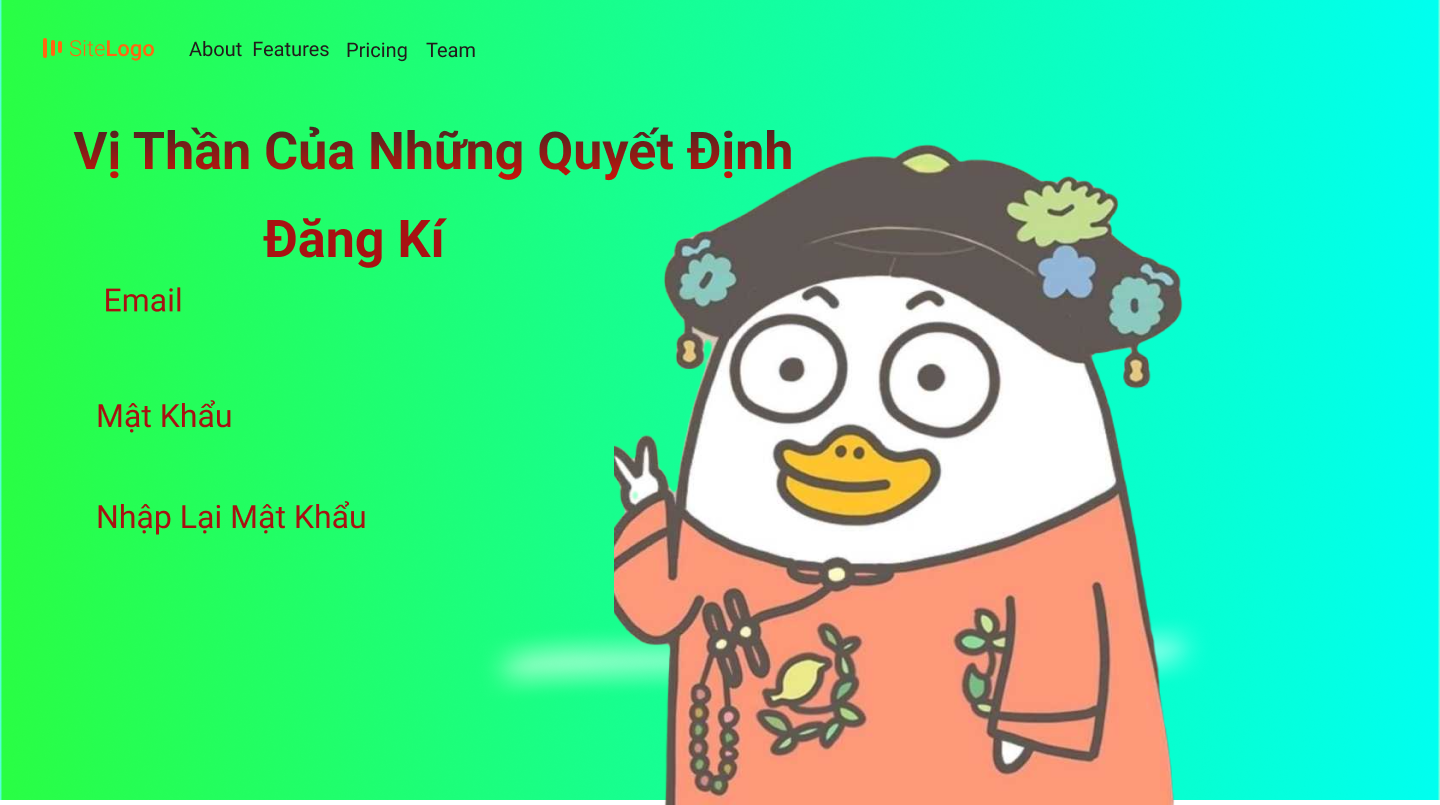 SiteLogo About Features Pricing Team
Vị Thần Của Những Quyết Định
Đăng Kí
Email
Mật Khẩu
Nhập Lại Mật Khẩu